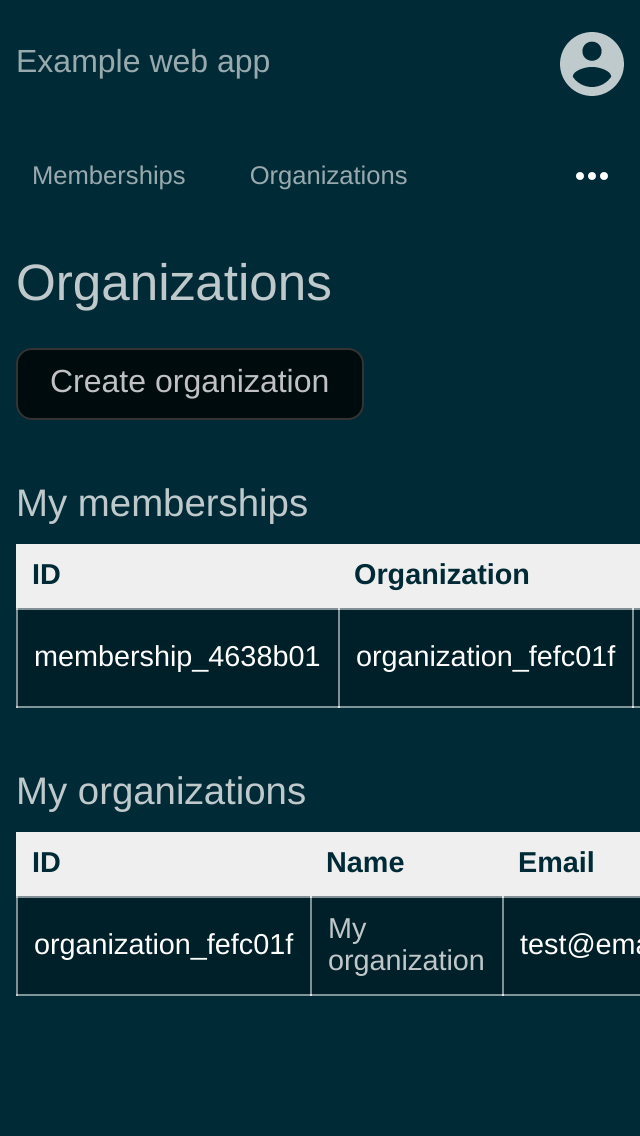 Example web app
Memberships Organizations
Organizations
Create organization
My memberships
ID Organization
membership_4638b01 organization_fefc01f
My organizations
ID Name Email
organization_fefc01f My organization test@ema